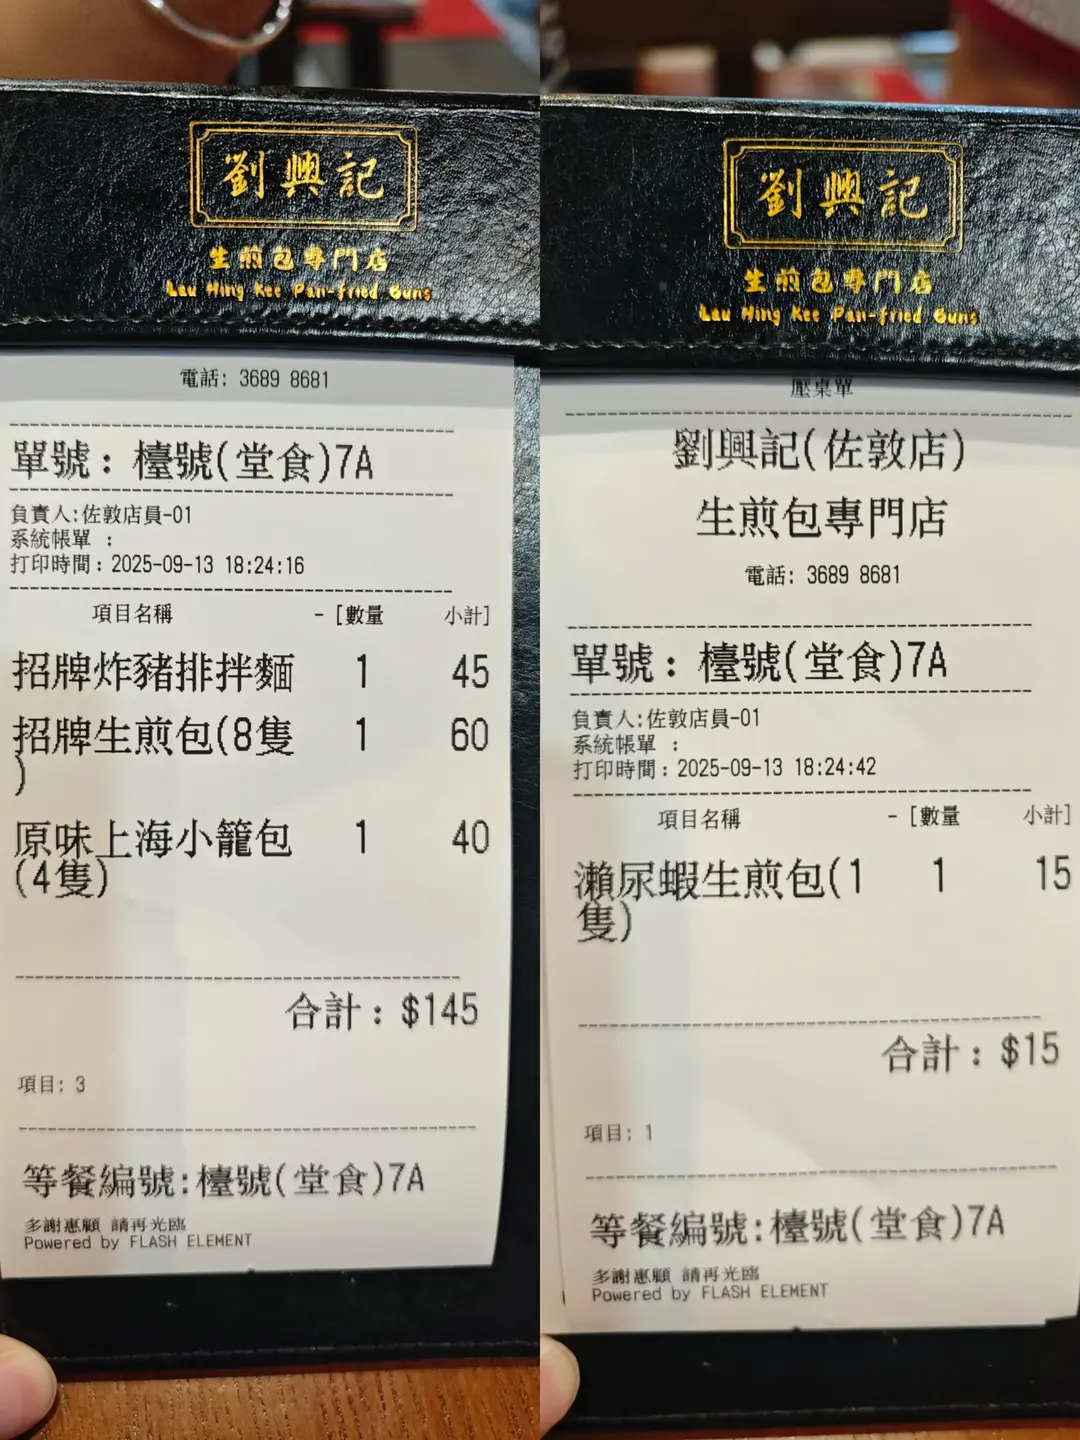 劉興記
生煎包專門店
Lau Hing Kee Pan-fried Buns
電話: 3689 8681
單號: 檯號(堂食)7A
負責人:佐敦店員-01
系統帳單 :
打印時間: 2025-09-13 18:24:16
項目名稱 - [數量 小計]
招牌炸豬排拌麵 1 45
招牌生煎包(8隻 1 60
)
原味上海小籠包 1 40
(4隻)
合計: $145
項目: 3
等餐編號:檯號(堂食)7A
多謝惠顧 請再光臨
Powered by FLASH ELEMENT
劉興記
生煎包專門店
Lau Hing Kee Pan-fried Buns
壓桌單
劉興記(佐敦店)
生煎包專門店
電話: 3689 8681
單號: 檯號(堂食)7A
負責人:佐敦店員-01
系統帳單 :
打印時間: 2025-09-13 18:24:42
項目名稱 - [數量 小計]
瀨尿蝦生煎包(1 1 15
隻)
合計: $15
項目: 1
等餐編號:檯號(堂食)7A
多謝惠顧 請再光臨
Powered by FLASH ELEMENT